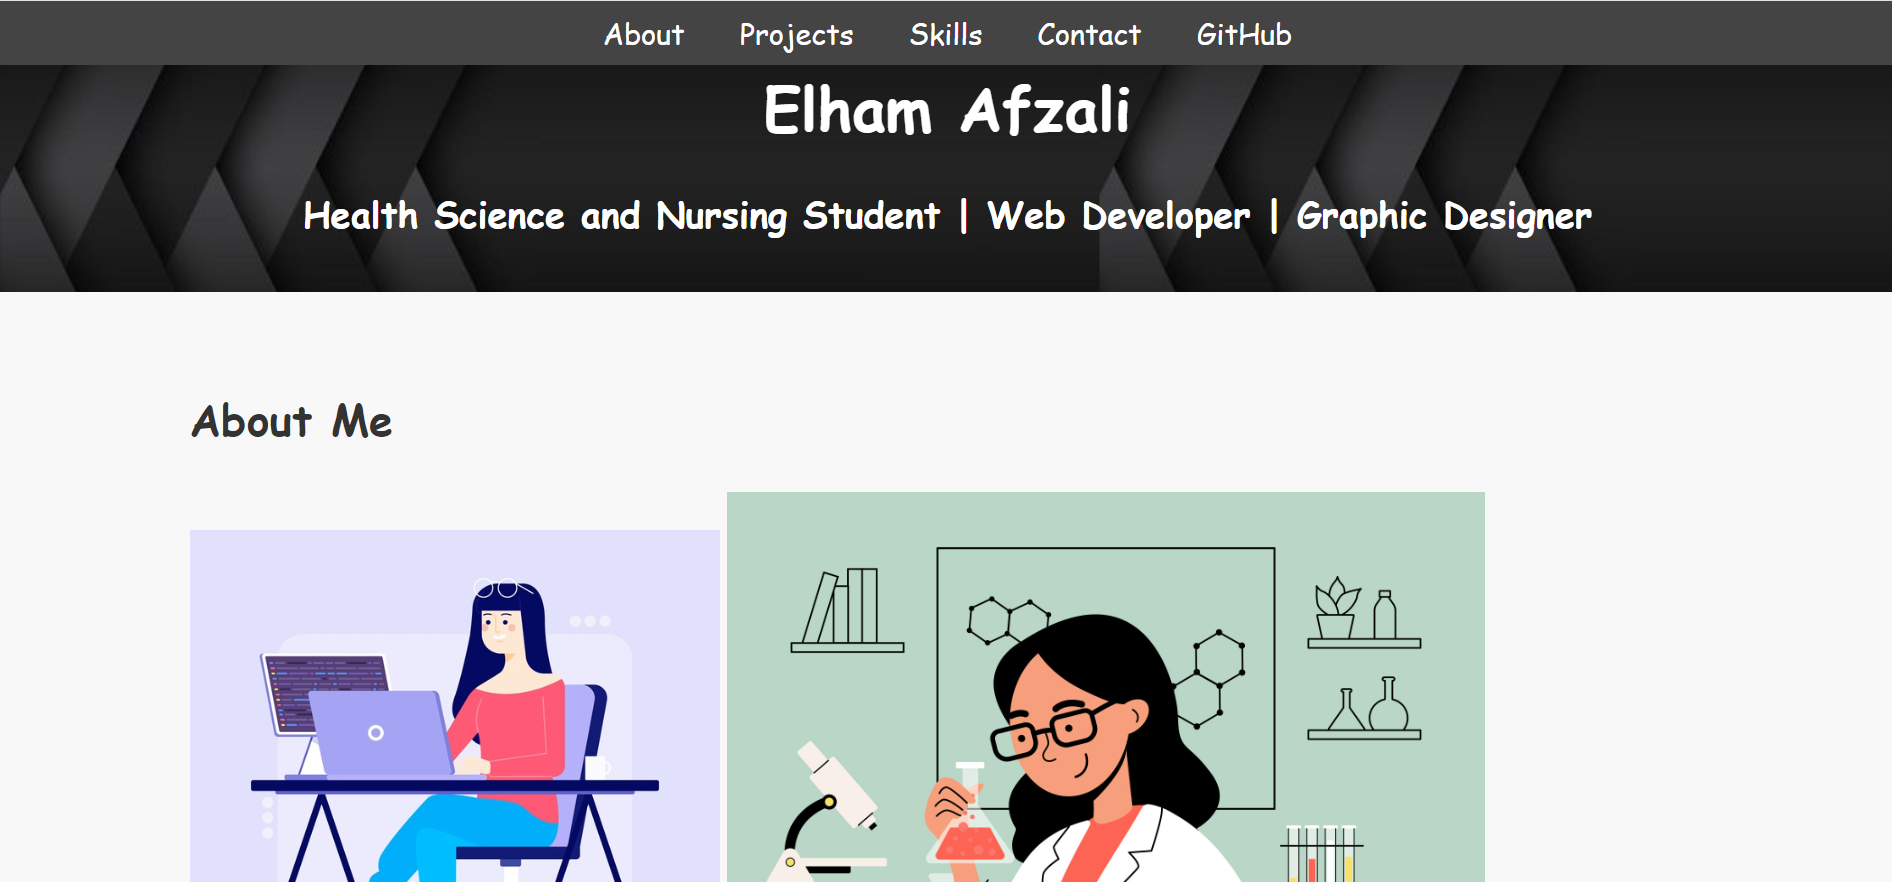 About Projects Skills Contact GitHub
Elham Afzali
Health Science and Nursing Student | Web Developer | Graphic Designer
About Me